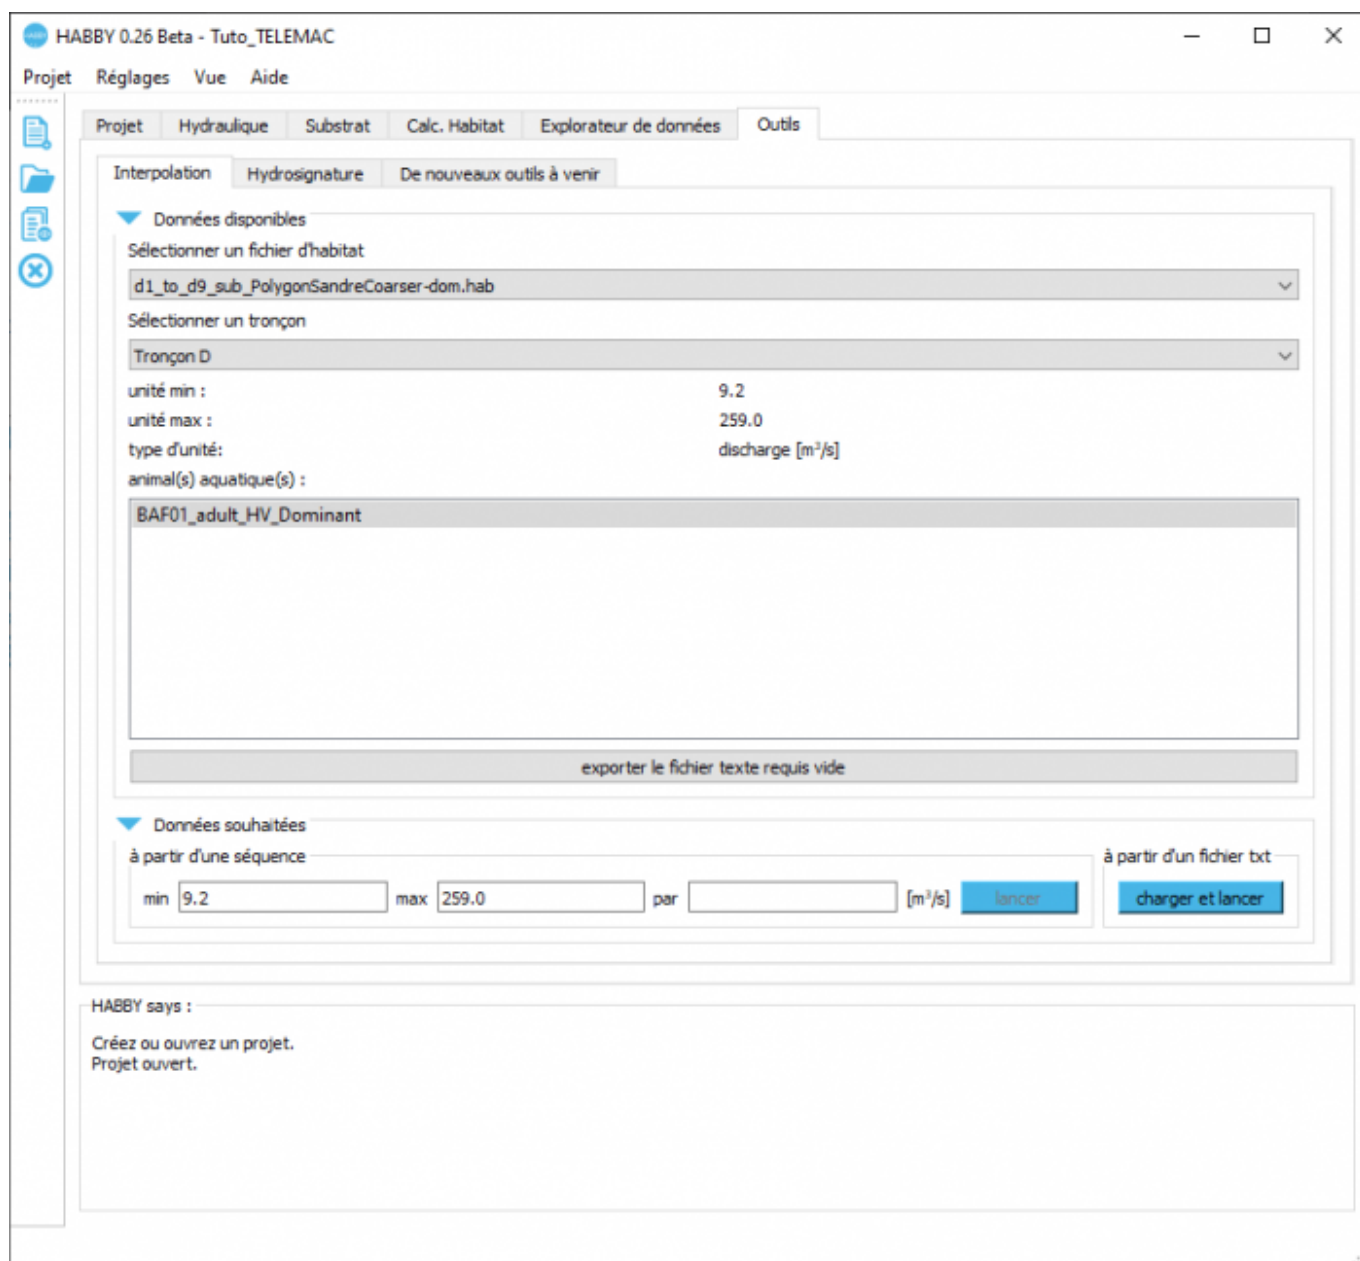 HABBY 0.26 Beta - Tuto_TELEMAC
Projet Réglages Vue Aide
Projet Hydraulique Substrat Calc. Habitat Explorateur de données Outils
Interpolation Hydrosignature De nouveaux outils à venir
Données disponibles
Sélectionner un fichier d'habitat
d1_to_d9_sub_PolygonSandreCoarser-dom.hab
Sélectionner un tronçon
Tronçon D
unité min : 9.2
unité max : 259.0
type d'unité: discharge [m³/s]
animal(s) aquatique(s) :
BAF01_adult_HV_Dominant
exporter le fichier texte requis vide
Données souhaitées
à partir d'une séquence à partir d'un fichier txt
min 9.2 max 259.0 par [m³/s] lancer charger et lancer
HABBY says :
Créez ou ouvrez un projet.
Projet ouvert.